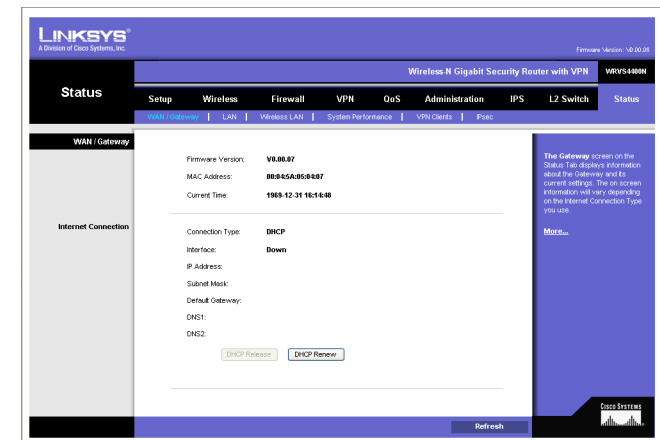 LINKSYS®
A Division of Cisco Systems, Inc.
Firmware Version: V0.00.06
Wireless-N Gigabit Security Router with VPN
WRVS4400N
Status
Setup
Wireless
Firewall
VPN
QoS
Administration
IPS
L2 Switch
Status
WAN / Gateway | LAN | Wireless LAN | System Performance | VPN Clients | IPsec
WAN / Gateway
Firmware Version: V0.00.07
MAC Address: 00:04:5A:05:04:07
Current Time: 1969-12-31 16:14:48
Internet Connection
Connection Type: DHCP
Interface: Down
IP Address:
Subnet Mask:
Default Gateway:
DNS1:
DNS2:
DHCP Release
DHCP Renew
The Gateway screen on the
Status Tab displays information
about the Gateway and its
current settings. The on screen
information will vary depending
on the Internet Connection Type
you use.
More...
Refresh
CISCO SYSTEMS